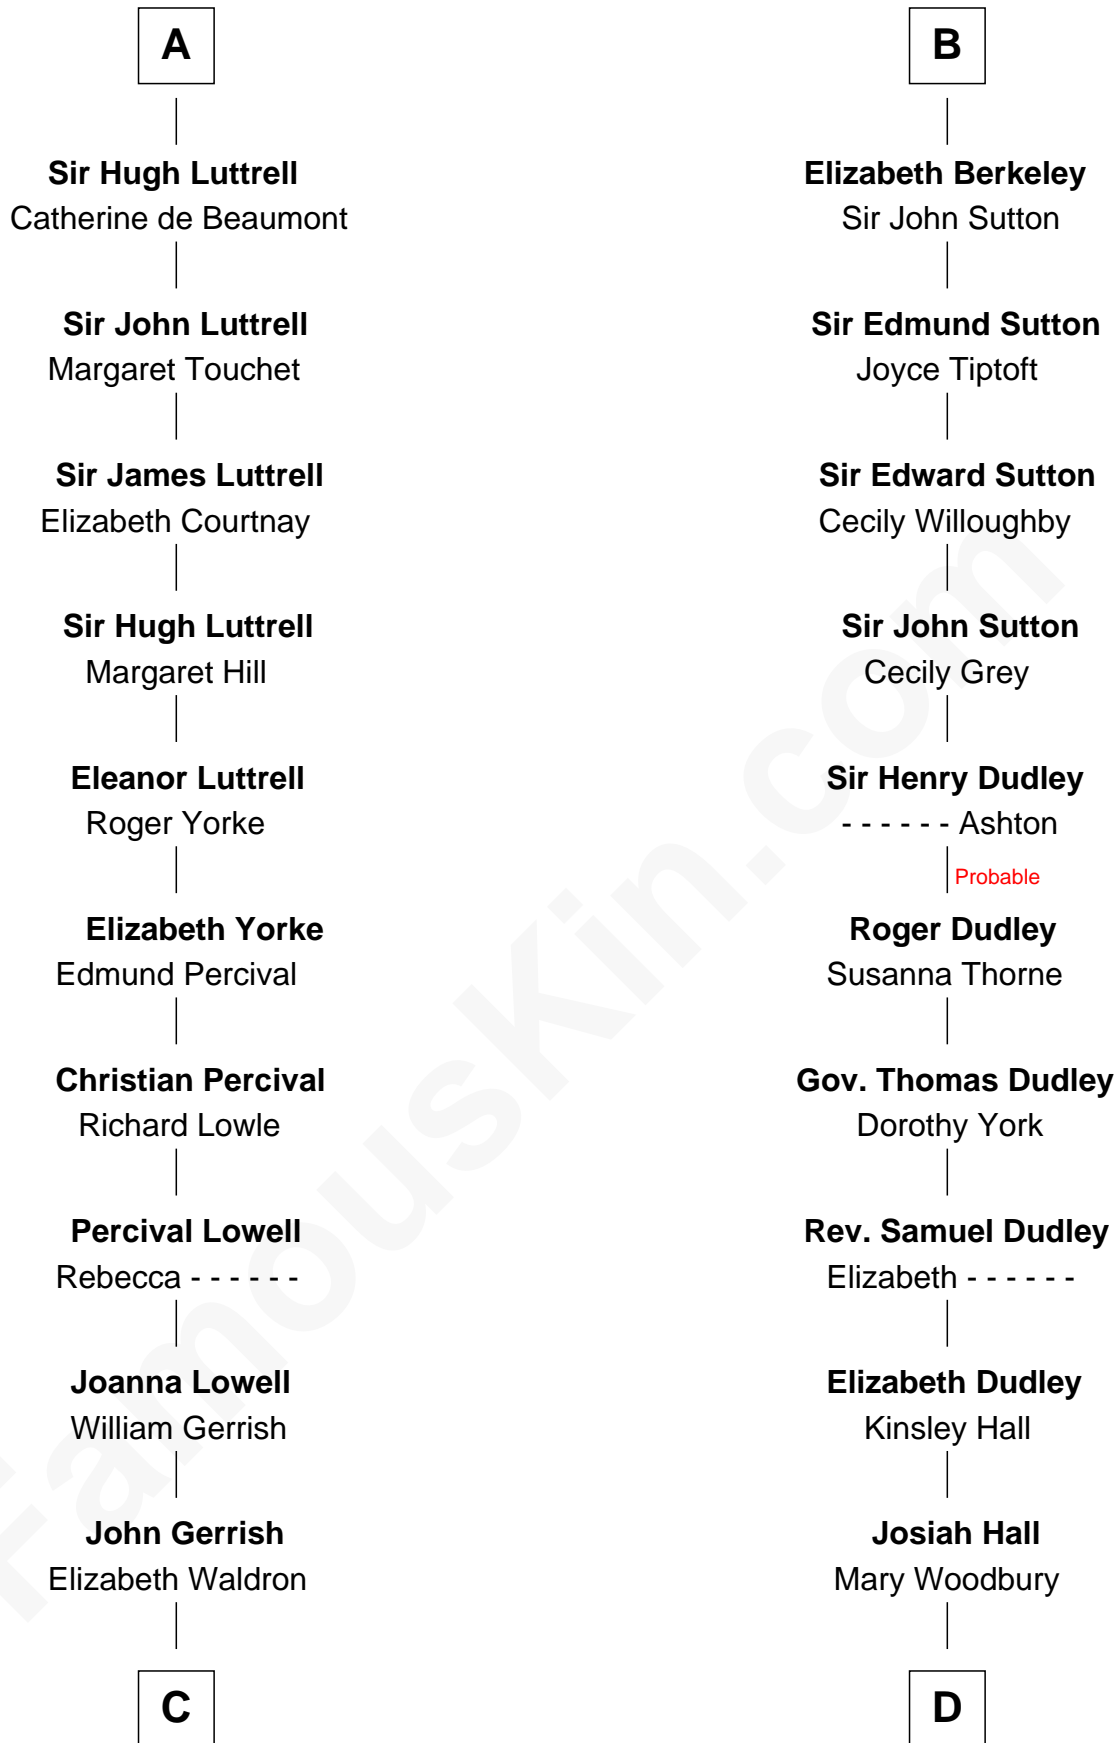 A
Sir Hugh Luttrell
Catherine de Beaumont
Sir John Luttrell
Margaret Touchet
Sir James Luttrell
Elizabeth Courtnay
Sir Hugh Luttrell
Margaret Hill
Eleanor Luttrell
Roger Yorke
Elizabeth Yorke
Edmund Percival
Christian Percival
Richard Lowle
Percival Lowell
Rebecca - - - - - -
Joanna Lowell
William Gerrish
John Gerrish
Elizabeth Waldron
C
B
Elizabeth Berkeley
Sir John Sutton
Sir Edmund Sutton
Joyce Tiptoft
Sir Edward Sutton
Cecily Willoughby
Sir John Sutton
Cecily Grey
Sir Henry Dudley
- - - - - - Ashton
Probable
Roger Dudley
Susanna Thorne
Gov. Thomas Dudley
Dorothy York
Rev. Samuel Dudley
Elizabeth - - - - - -
Elizabeth Dudley
Kinsley Hall
Josiah Hall
Mary Woodbury
D
FamousKin.com